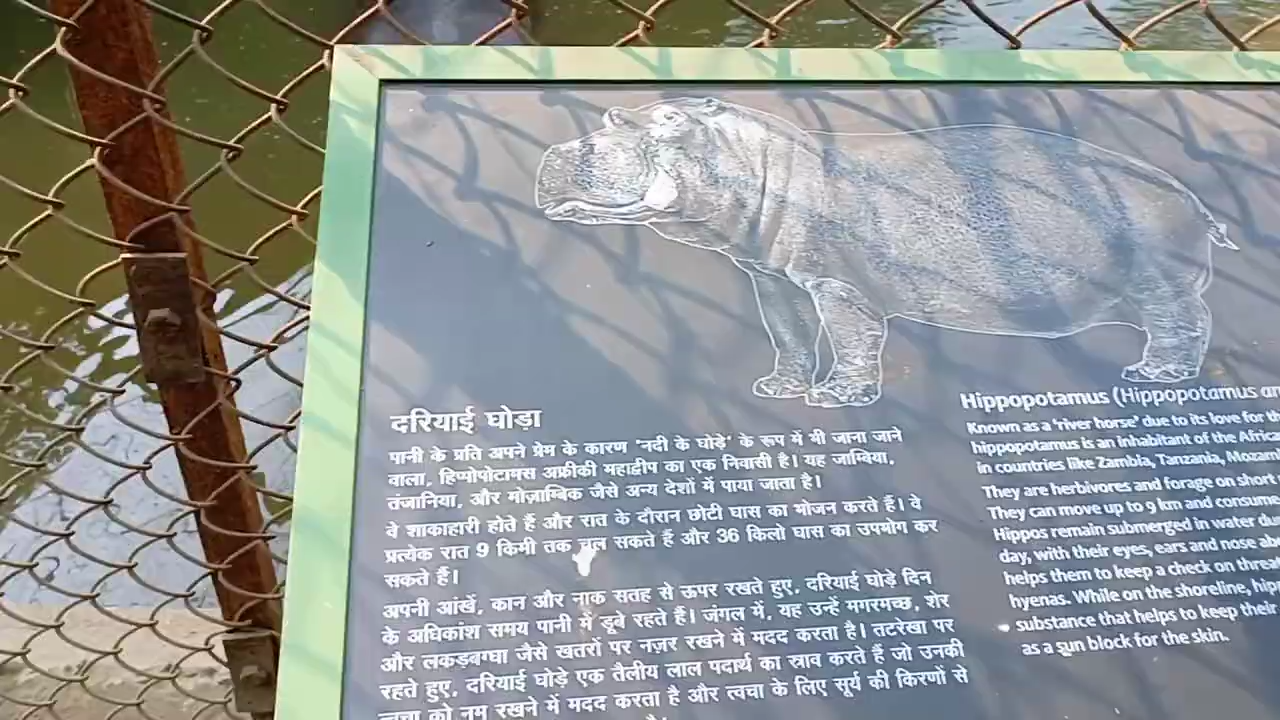 दरियाई घोड़ा
पानी के प्रति अपने प्रेम के कारण 'नदी के घोड़े' के रूप में भी जाना जाने
वाला, हिप्पोपोटामस अफ्रीकी महाद्वीप का एक निवासी है। यह जाम्बिया,
तंजानिया, और मोज़ाम्बिक जैसे अन्य देशों में पाया जाता है।
वे शाकाहारी होते हैं और रात के दौरान छोटी घास का भोजन करते हैं। वे
प्रत्येक रात 9 किमी तक चल सकते हैं और 36 किलो घास का उपभोग कर
सकते हैं।
अपनी आंखें, कान और नाक सतह से ऊपर रखते हुए, दरियाई घोड़े दिन
के अधिकांश समय पानी में डूबे रहते हैं। जंगल में, यह उन्हें मगरमच्छ, शेर
और लकड़बग्घा जैसे खतरों पर नज़र रखने में मदद करता है। तटरेखा पर
रहते हुए, दरियाई घोड़े एक तैलीय लाल पदार्थ का स्राव करते हैं जो उनकी
त्वचा को नम रखने में मदद करता है और त्वचा के लिए सूर्य की किरणों से
Hippopotamus (Hippopotamus
Known as a 'river horse' due to its love for
hippopotamus is an inhabitant of the
in countries like Zambia, Tanzania,
They are herbivores and forage on short
They can move up to 9 km and consume
Hippos remain submerged in water
day, with their eyes, ears and nose
helps them to keep a check on
hyenas. While on the shoreline,
substance that helps to keep their
as a sun block for the skin.